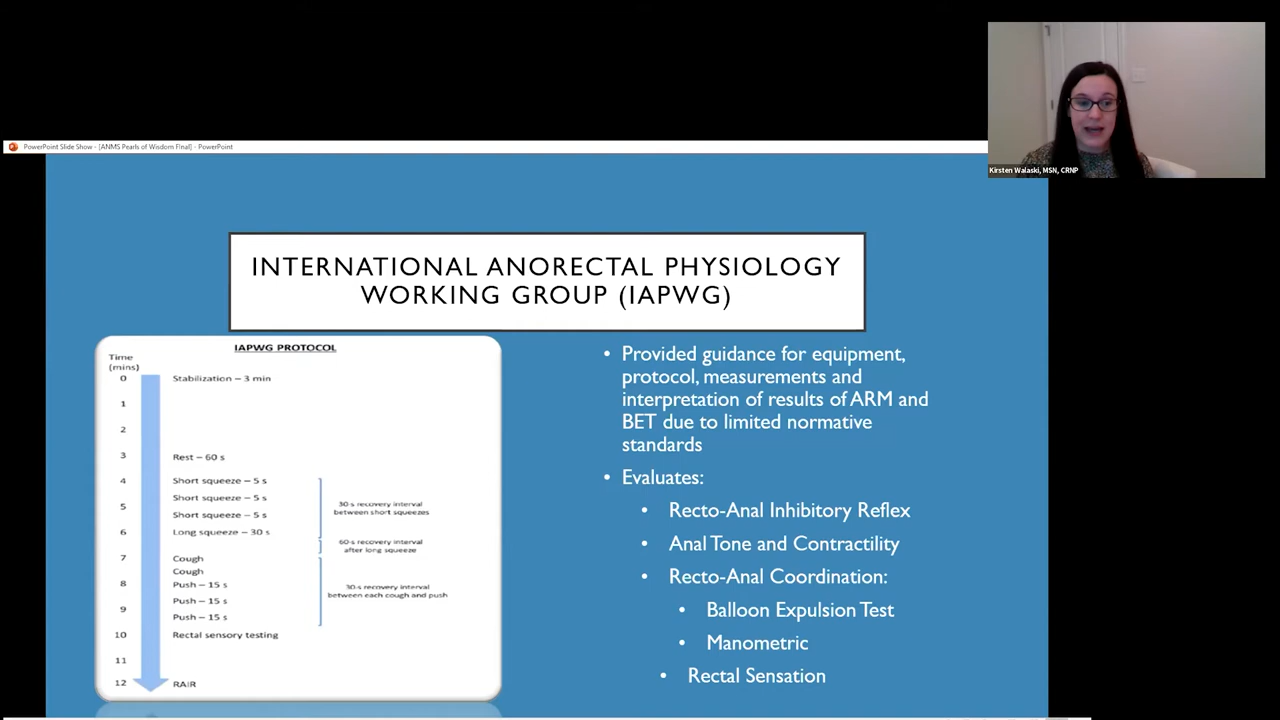 Kirsten Walaski, MSN, CRNP
PowerPoint Slide Show - [ANMS Pearls of Wisdom Final] - PowerPoint
INTERNATIONAL ANORECTAL PHYSIOLOGY
WORKING GROUP (IAPWG)
IAPWG PROTOCOL
Time
(mins)
0 Stabilization – 3 min
1
2
3 Rest – 60 s
4 Short squeeze – 5 s
Short squeeze – 5 s
5
Short squeeze – 5 s
6 Long squeeze – 30 s
7 Cough
Cough
8 Push – 15 s
Push – 15 s
9
Push – 15 s
10 Rectal sensory testing
11
12 RAIR
30 s recovery interval
between short squeezes
60-s recovery interval
after long squeeze
30-s recovery interval
between each cough and push
• Provided guidance for equipment,
protocol, measurements and
interpretation of results of ARM and
BET due to limited normative
standards
• Evaluates:
• Recto-Anal Inhibitory Reflex
• Anal Tone and Contractility
• Recto-Anal Coordination:
• Balloon Expulsion Test
• Manometric
• Rectal Sensation